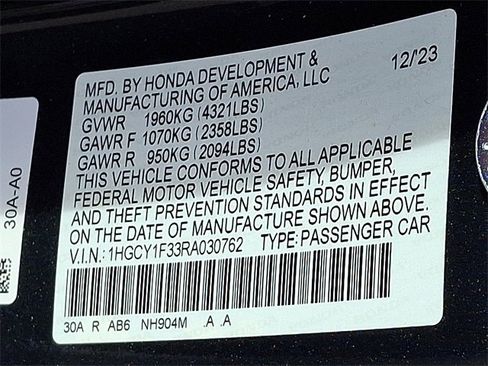 MFD. BY HONDA DEVELOPMENT & 12/23
MANUFACTURING OF AMERICA, LLC
GVWR 1960KG (4321LBS)
GAWR F 1070KG (2358LBS)
GAWR R 950KG (2094LBS)
THIS VEHICLE CONFORMS TO ALL APPLICABLE
FEDERAL MOTOR VEHICLE SAFETY, BUMPER,
AND THEFT PREVENTION STANDARDS IN EFFECT
ON THE DATE OF MANUFACTURE SHOWN ABOVE.
V.I.N.: 1HGCY1F33RA030762 TYPE: PASSENGER CAR
30A R AB6 NH904M .A .A
30A-A0